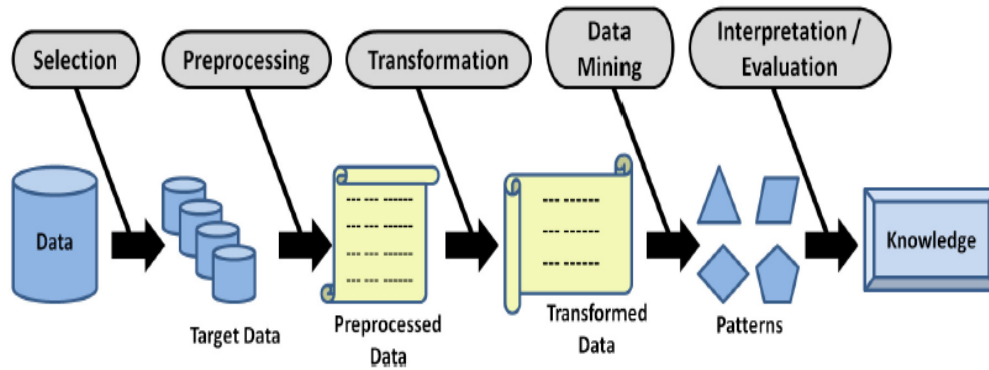 Selection
Preprocessing
Transformation
Data
Mining
Interpretation /
Evaluation
Data
Knowledge
Target Data
Preprocessed
Data
Transformed
Data
Patterns